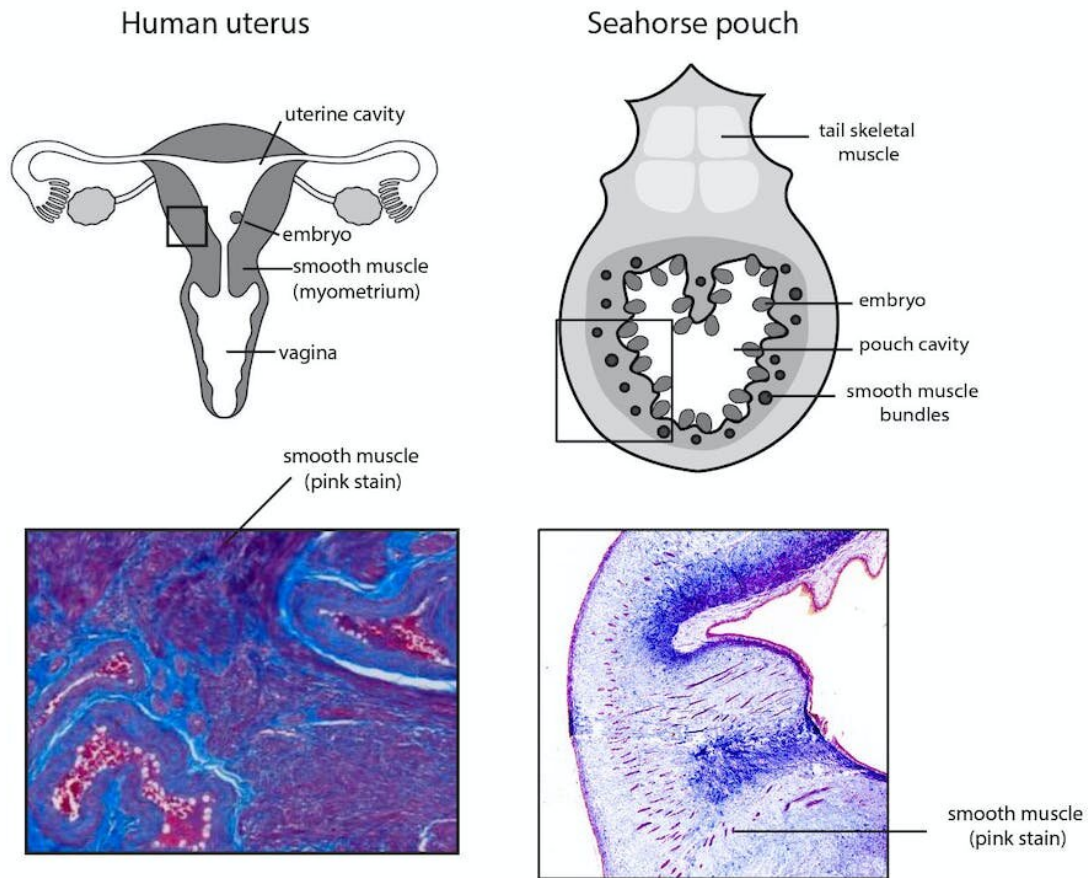 Human uterus
uterine cavity
embryo
smooth muscle
(myometrium)
vagina
smooth muscle
(pink stain)
Seahorse pouch
tail skeletal
muscle
embryo
pouch cavity
smooth muscle
bundles
smooth muscle
(pink stain)